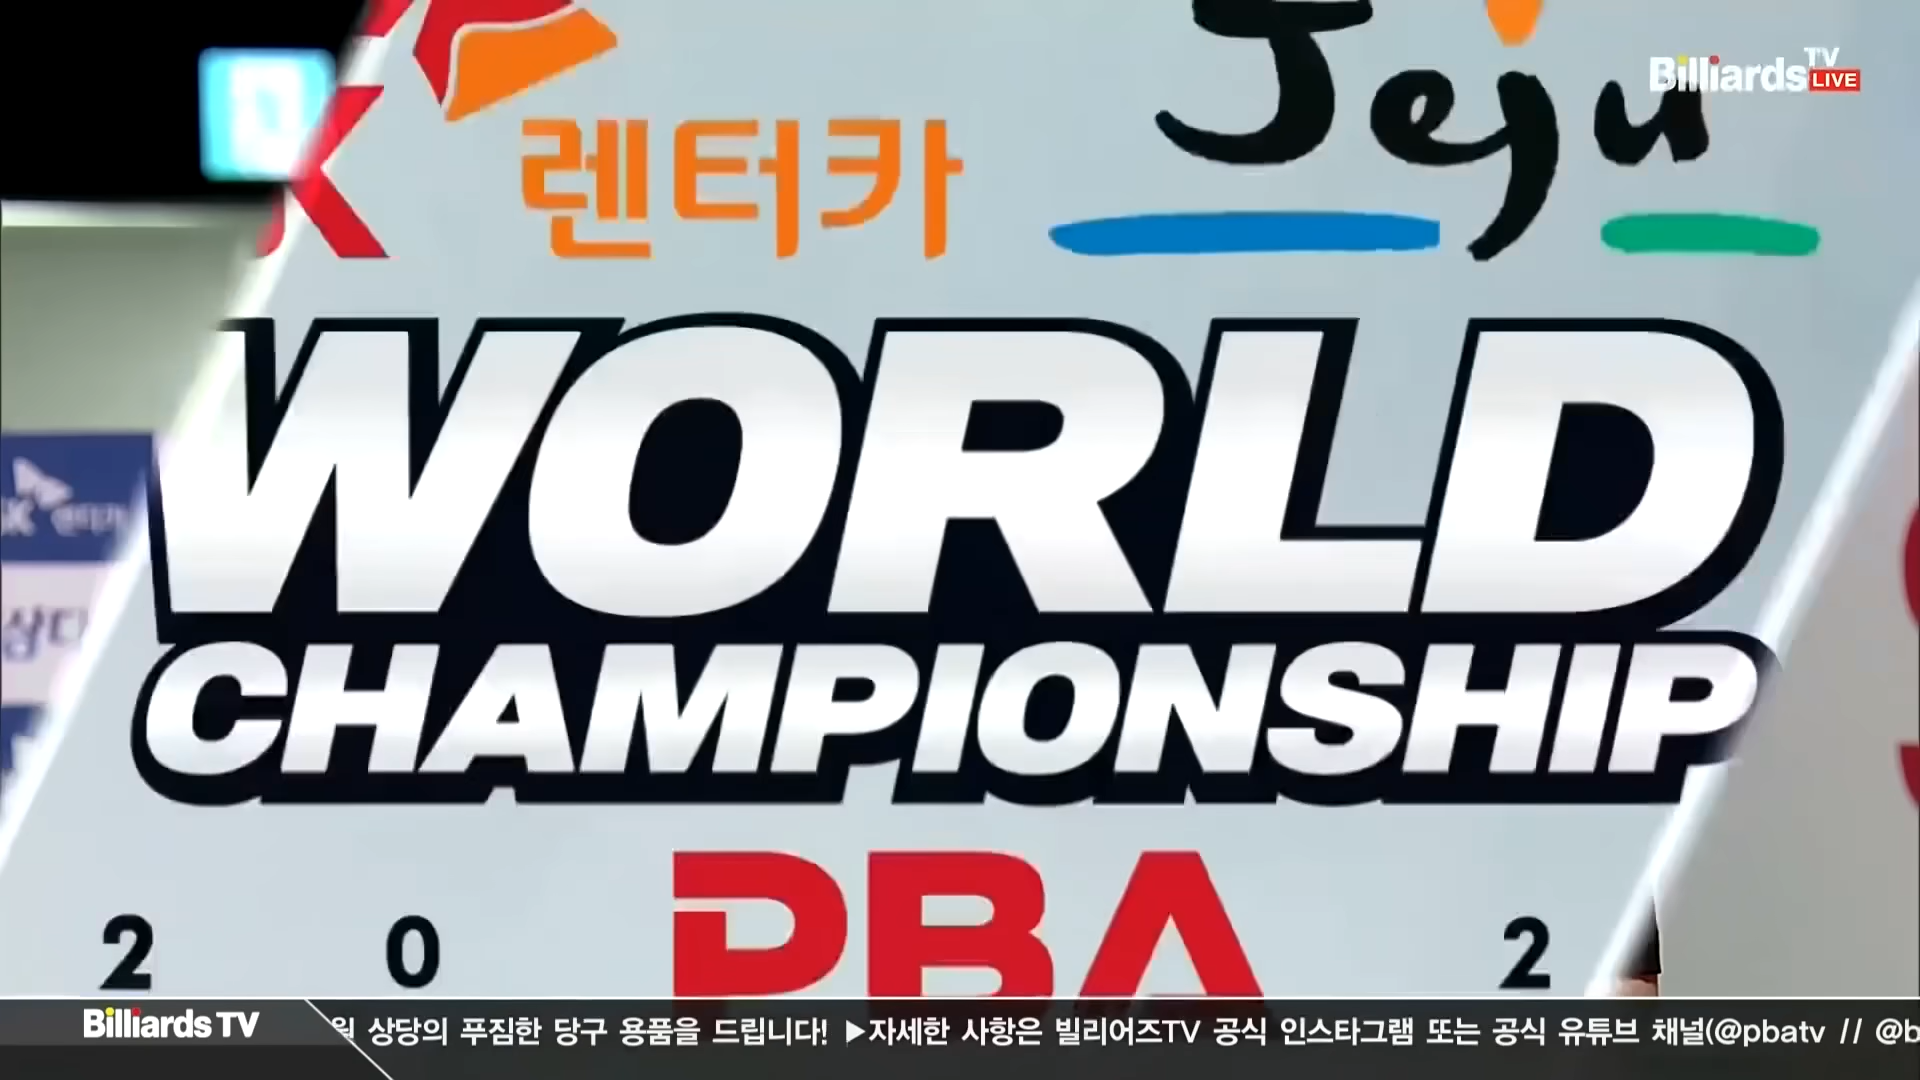 K 렌터카
Jeju
Billiards TV
LIVE
WORLD
CHAMPIONSHIP
PBA
2 0 2
SK 렌터카
Billiards TV
상당의 푸짐한 당구 용품을 드립니다! ▶자세한 사항은 빌리어즈TV 공식 인스타그램 또는 공식 유튜브 채널(@pbatv // @b